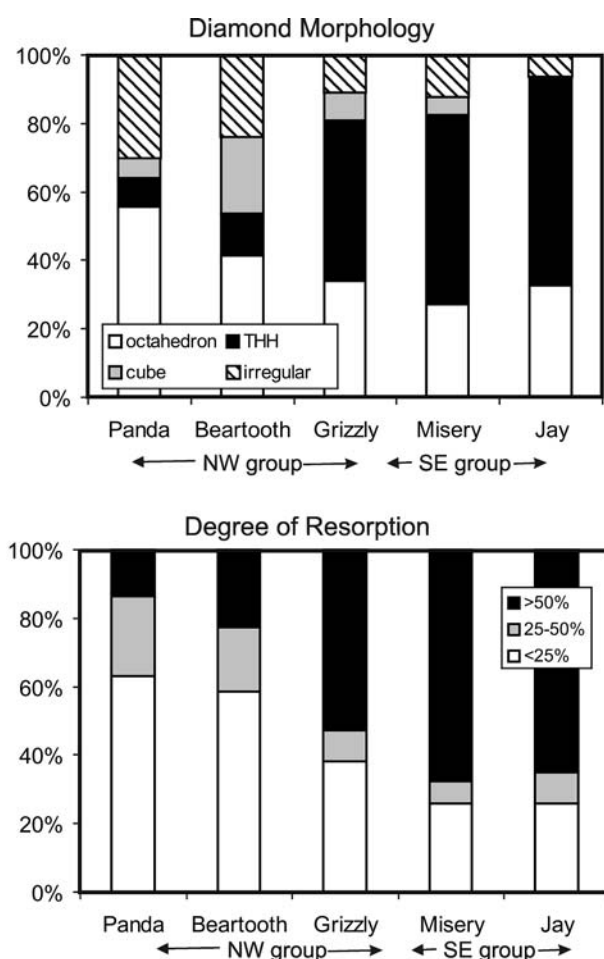 Diamond Morphology
100%
80%
60%
40%
20%
0%
octahedron THH
cube irregular
Panda Beartooth Grizzly Misery Jay
NW group SE group
Degree of Resorption
100%
80%
60%
40%
20%
0%
>50%
25-50%
<25%
Panda Beartooth Grizzly Misery Jay
NW group SE group